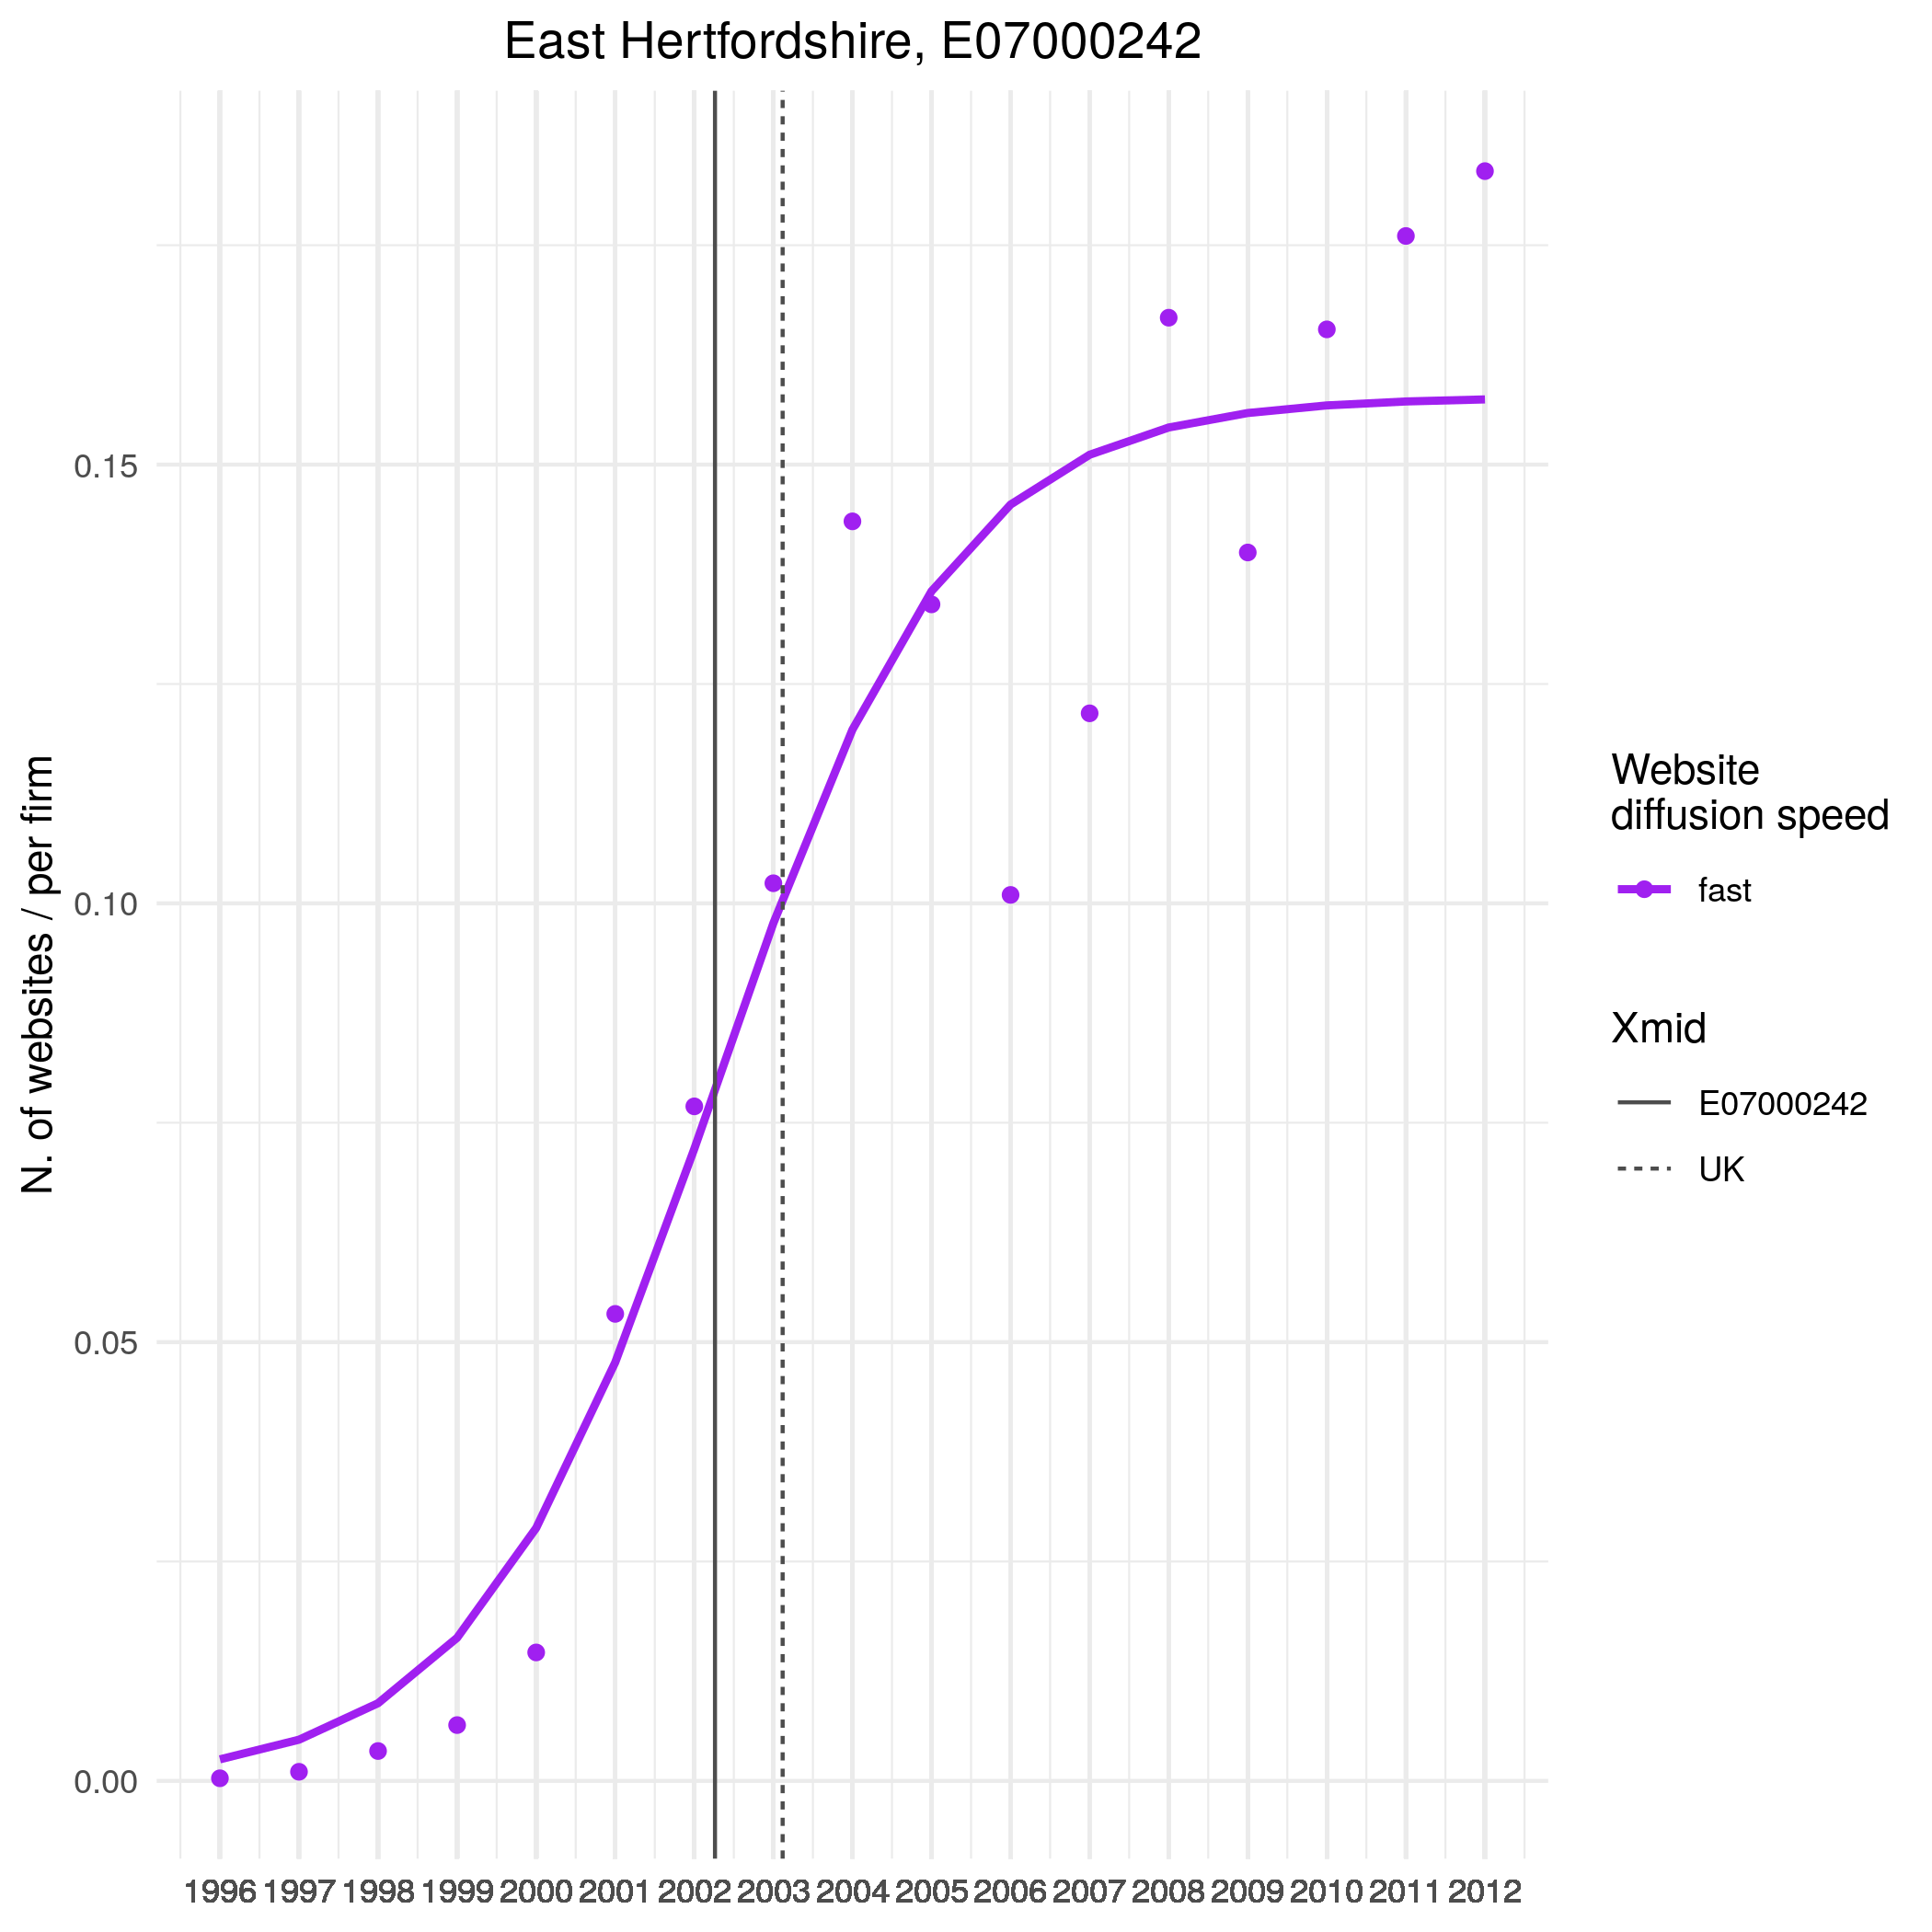 East Hertfordshire, E07000242
N. of websites / per firm
0.15
0.10
0.05
0.00
1996 1997 1998 1999 2000 2001 2002 2003 2004 2005 2006 2007 2008 2009 2010 2011 2012
Website
diffusion speed
fast
Xmid
E07000242
UK